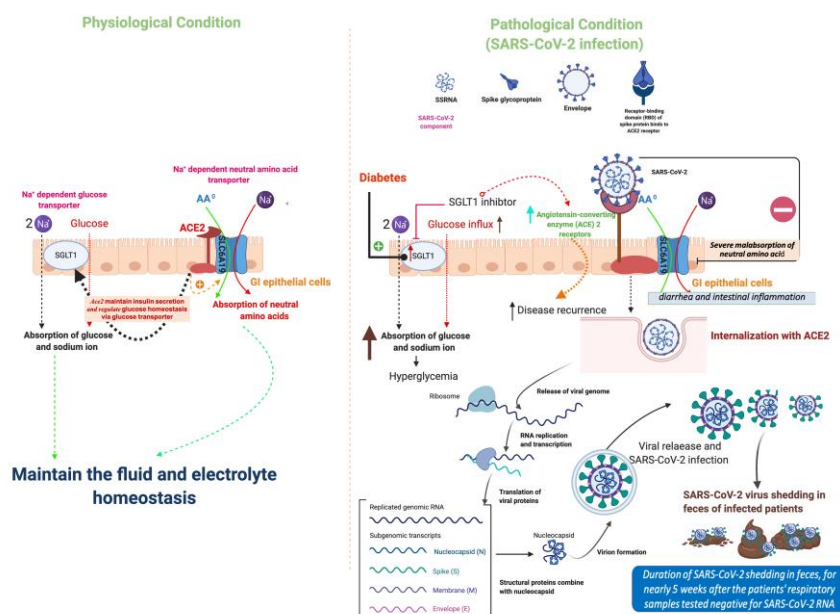 Physiological Condition
Na⁺ dependent neutral amino acid
transporter
Na⁺ dependent glucose
transporter
AA⁰
Na⁺
2 Na⁺
Glucose
ACE2
SGLT1
SLC6A19
GI epithelial cells
Ace2 maintain insulin secretion
and regulate glucose homeostasis
via glucose transporter
Absorption of neutral
amino acids
Absorption of glucose
and sodium ion
Maintain the fluid and electrolyte
homeostasis
Pathological Condition
(SARS-CoV-2 infection)
SSRNA
Spike glycoprotein
Envelope
Receptor-binding
domain (RBD) of
spike protein binds to
ACE2 receptor
SARS-CoV-2
component
Diabetes
SGLT1 inhibtor
SARS-CoV-2
AA⁰
Na⁺
2 Na⁺
Glucose influx
Angiotensin-converting
enzyme (ACE) 2
receptors
SGLT1
SLC6A19
Severe malabsorption of
neutral amino acid
GI epithelial cells
diarrhea and intestinal inflammation
Disease recurrence
Absorption of glucose
and sodium ion
Hyperglycemia
Internalization with ACE2
Release of viral genome
Ribosome
RNA replication
and transcription
Translation of
viral proteins
Viral relaease and
SARS-CoV-2 infection
SARS-CoV-2 virus shedding in
feces of infected patients
Replicated genomic RNA
Subgenomic transcripts
Nucleocapsid (N)
Spike (S)
Membrane (M)
Envelope (E)
Nucleocapsid
Structural proteins combine
with nucleocapsid
Virion formation
Duration of SARS-CoV-2 shedding in feces, for
nearly 5 weeks after the patients' respiratory
samples tested negative for SARS-CoV-2 RNA